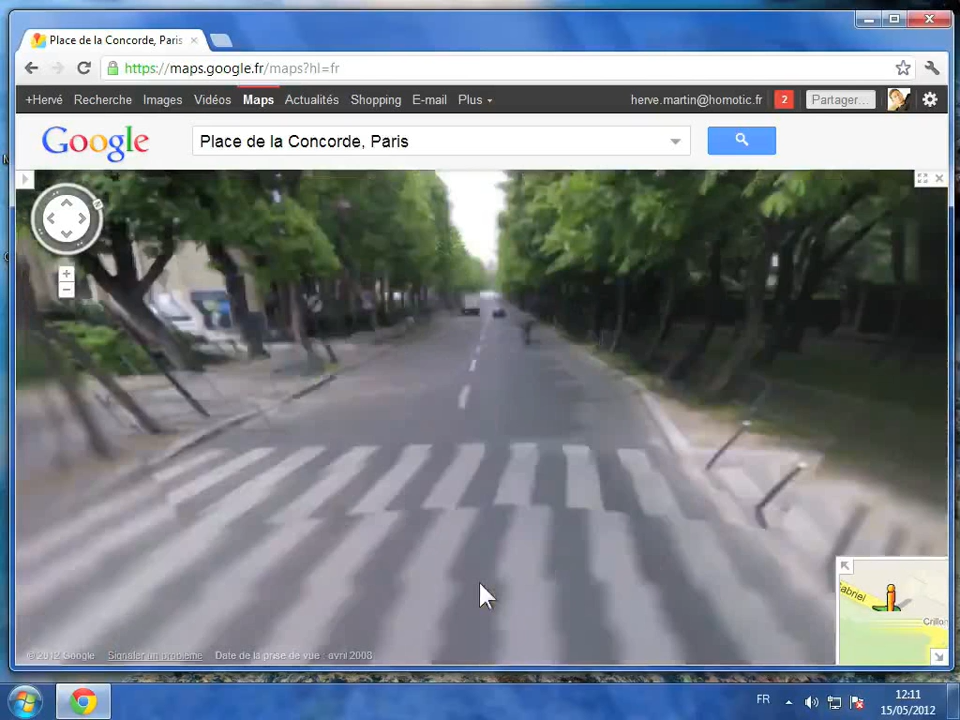 Place de la Concorde, Paris
https://maps.google.fr/maps?hl=fr
+Hervé Recherche Images Vidéos Maps Actualités Shopping E-mail Plus herve.martin@homotic.fr 2 Partager...
Google Place de la Concorde, Paris
Gabriel
Crillon
© 2012 Google Signaler un problème Date de la prise de vue : avril 2008
FR 12:11
15/05/2012